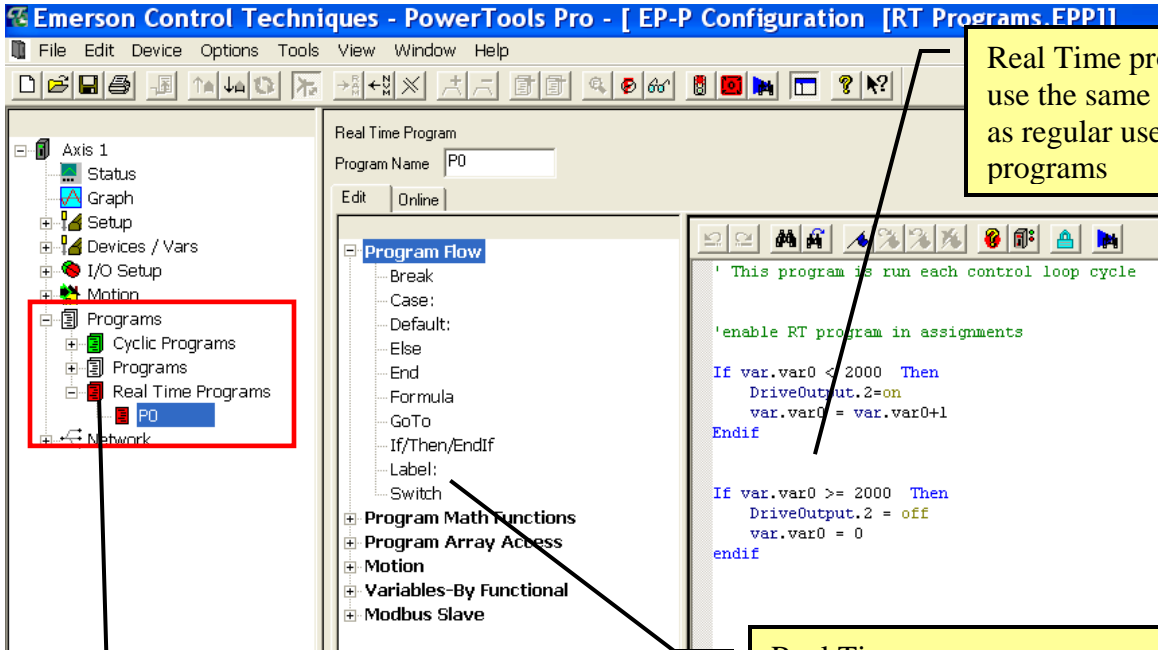 Emerson Control Techniques - PowerTools Pro - [ EP-P Configuration [RT Programs.EPP]]
File Edit Device Options Tools View Window Help
Real Time
use the same
as regular
programs
Axis 1
Status
Graph
Setup
Devices / Vars
I/O Setup
Motion
Programs
Cyclic Programs
Programs
Real Time Programs
P0
Network
Real Time Program
Program Name P0
Edit Online
Program Flow
Break
Case:
Default:
Else
End
Formula
GoTo
If/Then/EndIf
Label:
Switch
Program Math Functions
Program Array Access
Motion
Variables-By Functional
Modbus Slave
' This program is run each control loop cycle
'enable RT program in assignments
If var.var0 < 2000 Then
DriveOutput.2=on
var.var0 = var.var0+1
Endif
If var.var0 >= 2000 Then
DriveOutput.2 = off
var.var0 = 0
endif